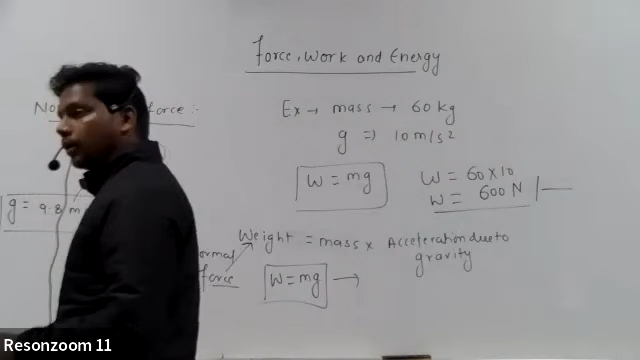 Force, Work and Energy
No force :-
Ex → mass → 60 kg
g => 10 m/s2
W = mg
W = 60 x 10
W = 600 N
g = 9.8 m
Weight = mass x Acceleration due to
gravity
ormal
force
W = mg →
Resonzoom 11